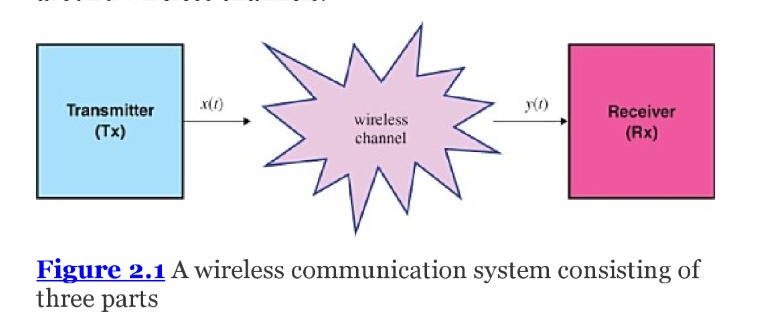 Transmitter
(Tx)
x(t)
wireless
channel
y(t)
Receiver
(Rx)
Figure 2.1 A wireless communication system consisting of
three parts